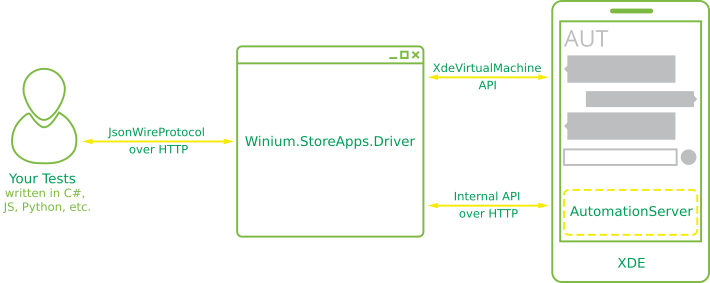 Your Tests
written in C#,
JS, Python, etc.
JsonWireProtocol
over HTTP
Winium.StoreApps.Driver
XdeVirtualMachine
API
Internal API
over HTTP
AUT
AutomationServer
XDE